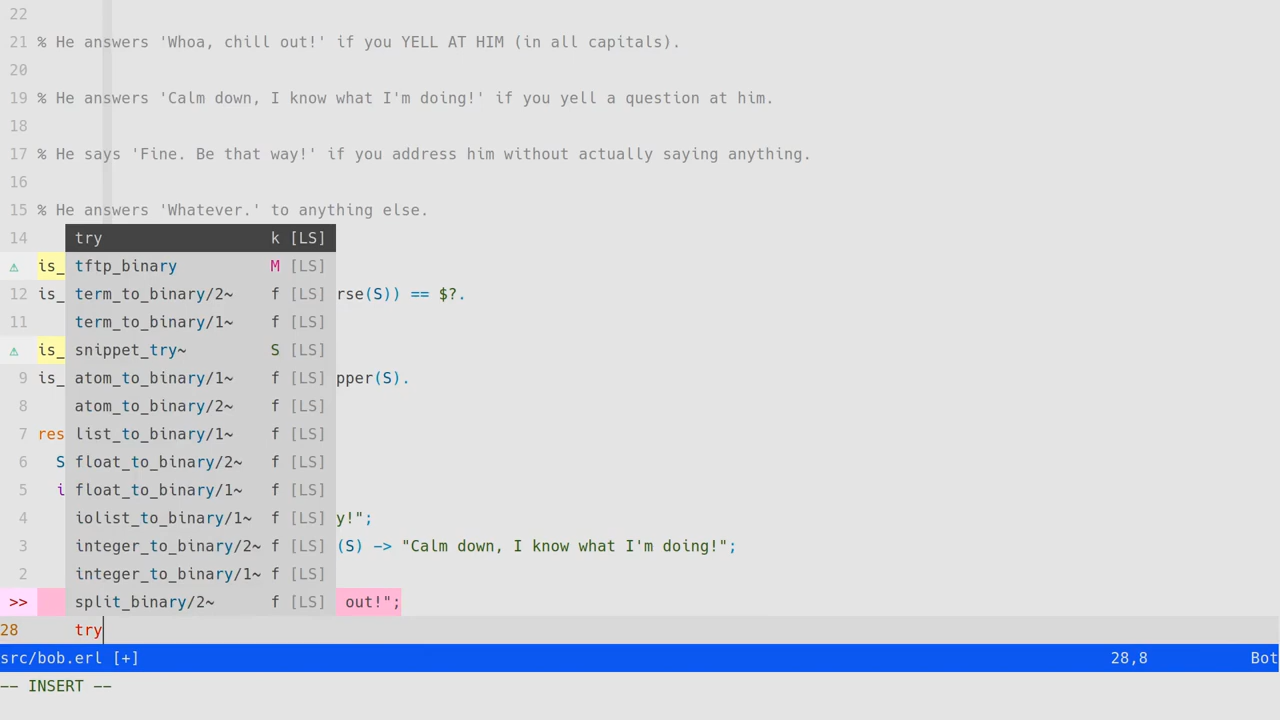 22
21 % He answers 'Whoa, chill out!' if you YELL AT HIM (in all capitals).
20
19 % He answers 'Calm down, I know what I'm doing!' if you yell a question at him.
18
17 % He says 'Fine. Be that way!' if you address him without actually saying anything.
16
15 % He answers 'Whatever.' to anything else.
14 try k [LS]
⚠ is_ tftp_binary M [LS]
12 is_ term_to_binary/2~ f [LS] rse(S)) == $?.
11 term_to_binary/1~ f [LS]
⚠ is_ snippet_try~ S [LS]
9 is_ atom_to_binary/1~ f [LS] pper(S).
8 atom_to_binary/2~ f [LS]
7 res list_to_binary/1~ f [LS]
6 S float_to_binary/2~ f [LS]
5 i float_to_binary/1~ f [LS]
4 iolist_to_binary/1~ f [LS] y!";
3 integer_to_binary/2~ f [LS] (S) -> "Calm down, I know what I'm doing!";
2 integer_to_binary/1~ f [LS]
>> split_binary/2~ f [LS] out!";
28 try
src/bob.erl [+] 28,8 Bot
-- INSERT --